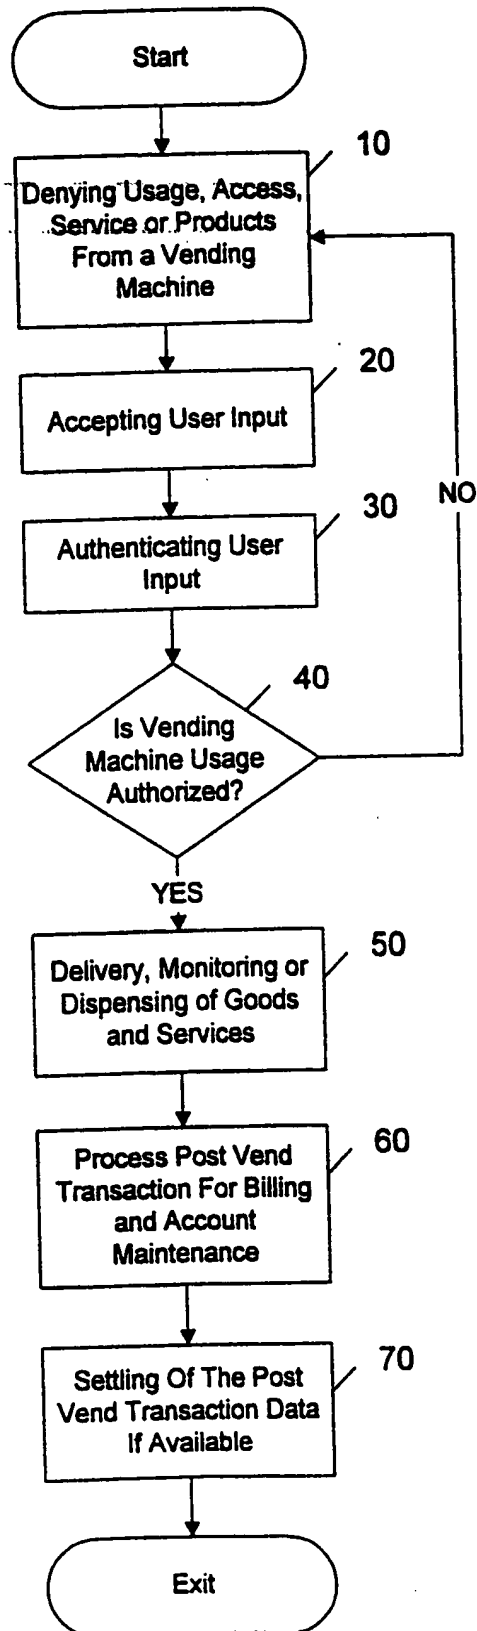 Start
10
Denying Usage, Access,
Service or Products
From a Vending
Machine
20
Accepting User Input
NO
30
Authenticating User
Input
40
Is Vending
Machine Usage
Authorized?
YES
50
Delivery, Monitoring or
Dispensing of Goods
and Services
60
Process Post Vend
Transaction For Billing
and Account
Maintenance
70
Settling Of The Post
Vend Transaction Data
If Available
Exit